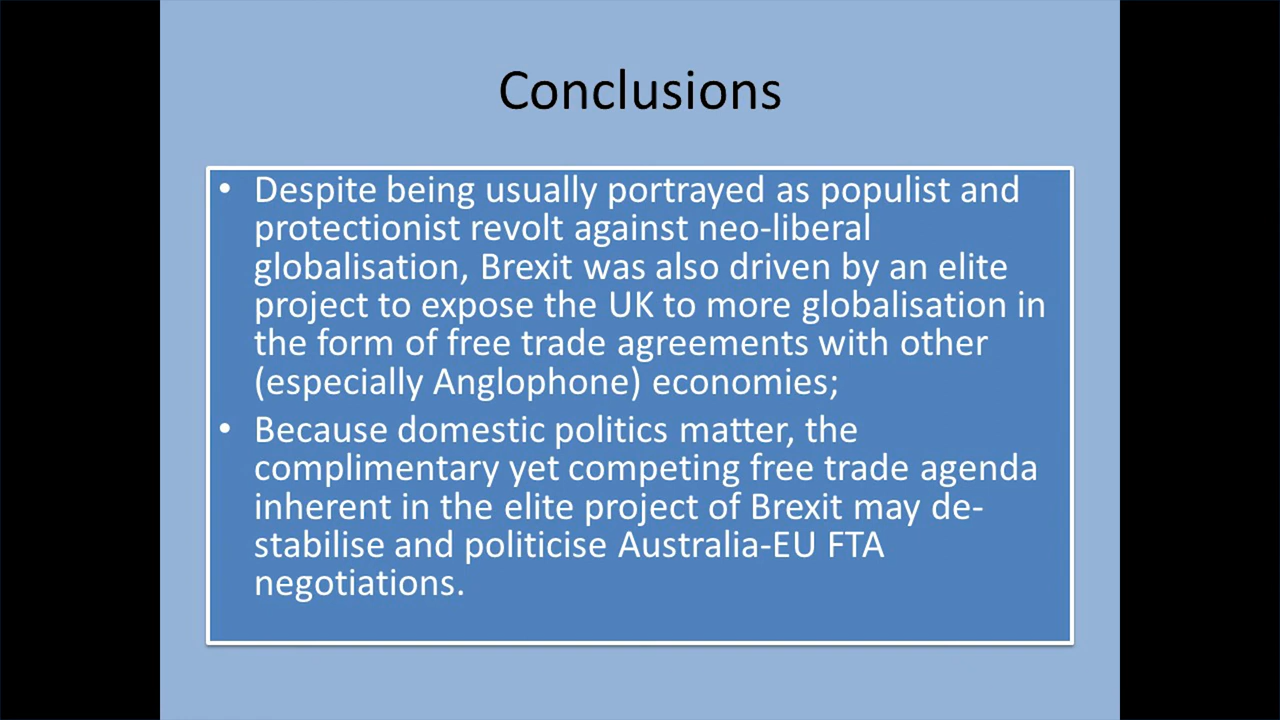 Conclusions
• Despite being usually portrayed as populist and
protectionist revolt against neo-liberal
globalisation, Brexit was also driven by an elite
project to expose the UK to more globalisation in
the form of free trade agreements with other
(especially Anglophone) economies;
• Because domestic politics matter, the
complimentary yet competing free trade agenda
inherent in the elite project of Brexit may de-
stabilise and politicise Australia-EU FTA
negotiations.